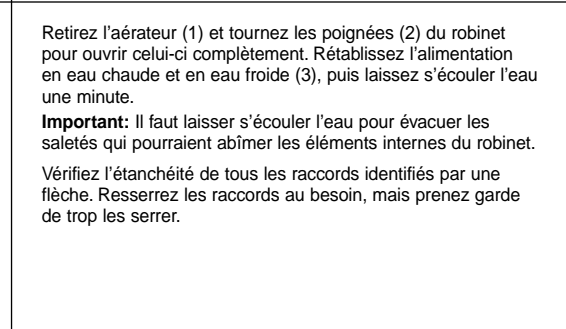 Retirez l’aérateur (1) et tournez les poignées (2) du robinet
pour ouvrir celui-ci complètement. Rétablissez l’alimentation
en eau chaude et en eau froide (3), puis laissez s’écouler l’eau
une minute.
Important: Il faut laisser s’écouler l’eau pour évacuer les
saletés qui pourraient abîmer les éléments internes du robinet.
Vérifiez l’étanchéité de tous les raccords identifiés par une
flèche. Resserrez les raccords au besoin, mais prenez garde
de trop les serrer.